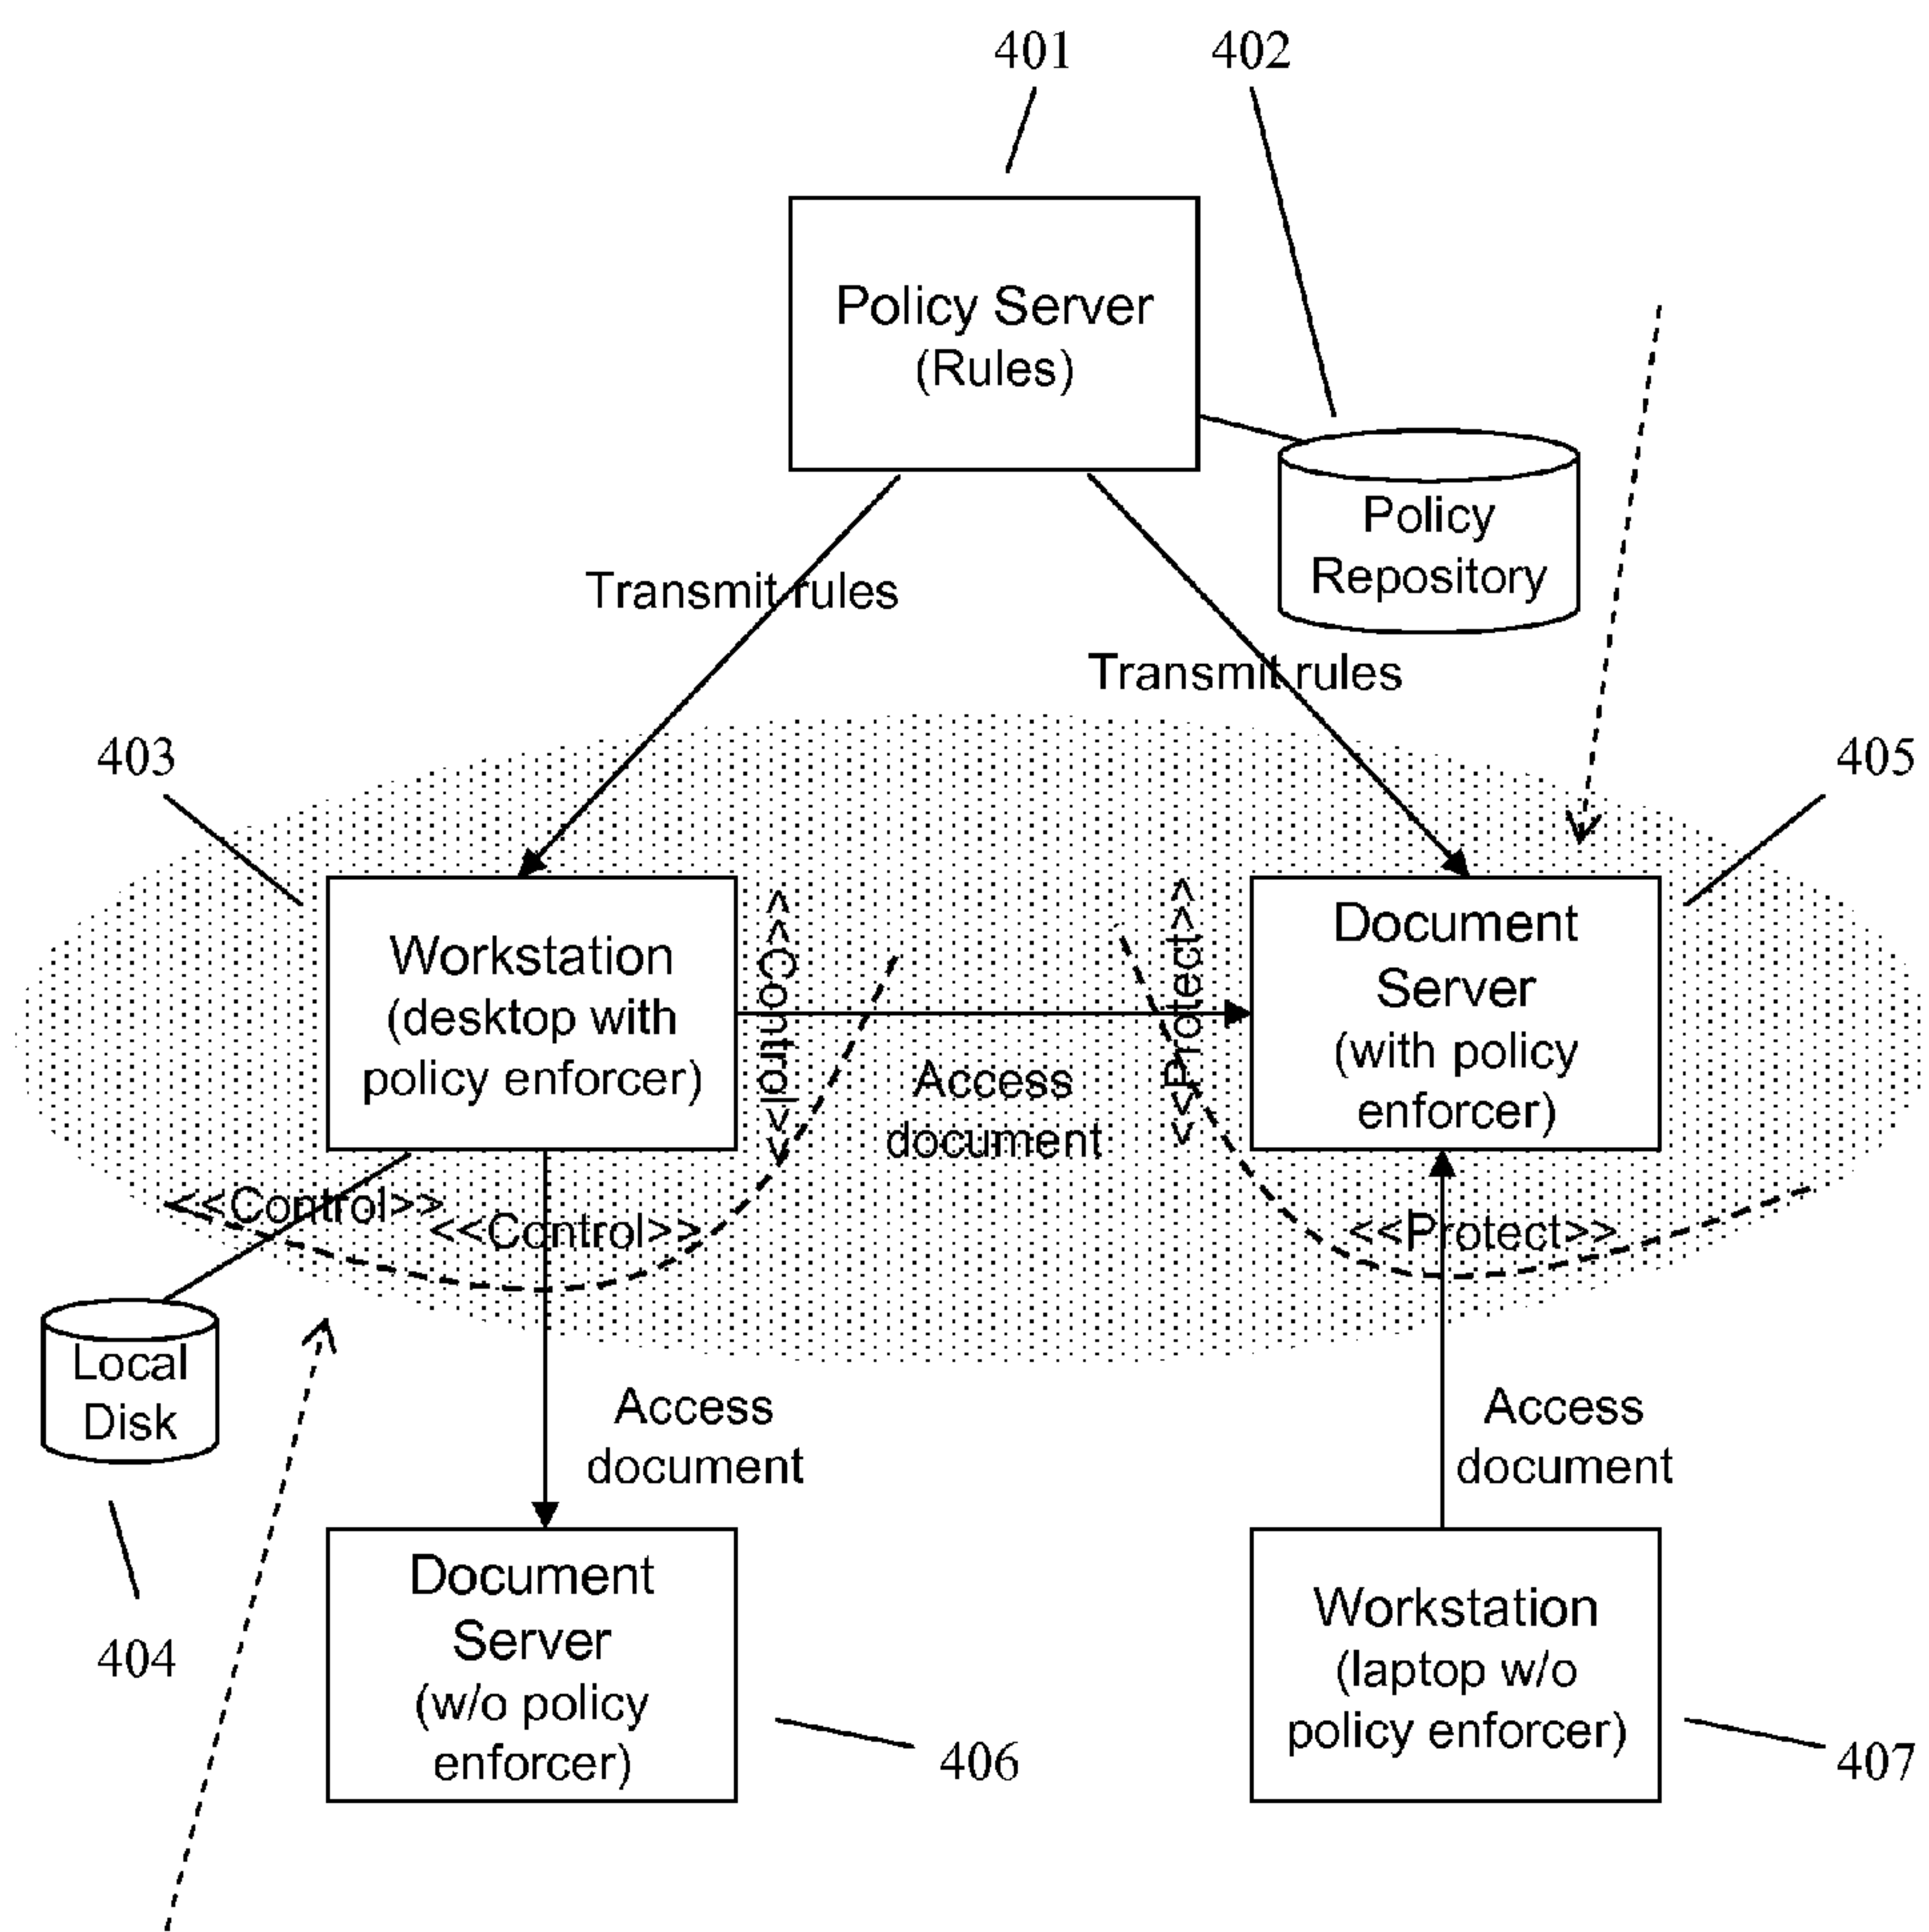 401
402
Policy Server
(Rules)
Policy
Repository
Transmit rules
Transmit rules
403
405
Workstation
(desktop with
policy enforcer)
<<Control>>
<<Protect>>
Document
Server
(with policy
enforcer)
Access
document
<<Control>>
<<Control>>
<<Protect>>
Local
Disk
Access
document
Access
document
404
Document
Server
(w/o policy
enforcer)
406
Workstation
(laptop w/o
policy enforcer)
407